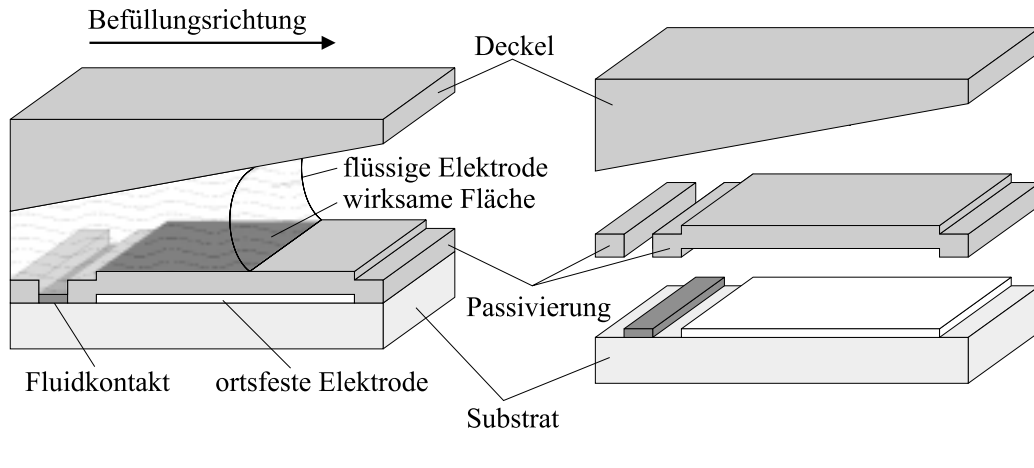 Befüllungsrichtung
Deckel
flüssige Elektrode
wirksame Fläche
Passivierung
Fluidkontakt
ortsfeste Elektrode
Substrat